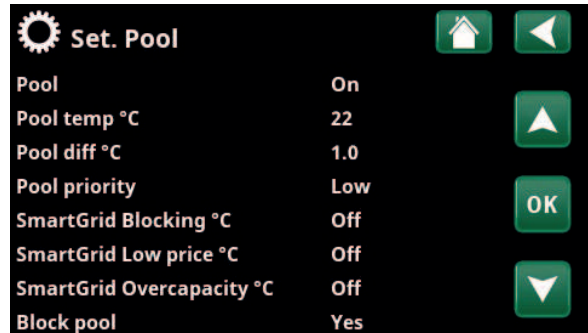 Set. Pool
Pool On
Pool temp °C 22
Pool diff °C 1.0
Pool priority Low
SmartGrid Blocking °C Off
SmartGrid Low price °C Off
SmartGrid Overcapacity °C Off
Block pool Yes
OK